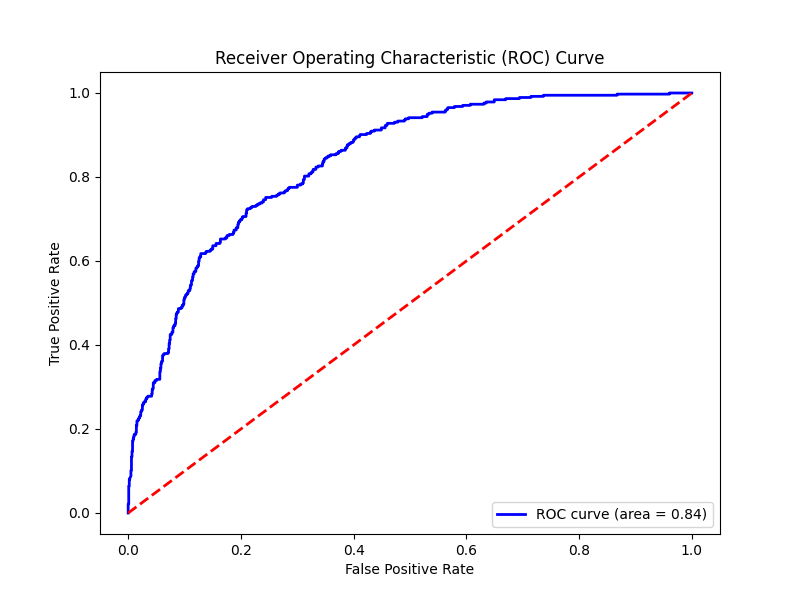 Receiver Operating Characteristic (ROC) Curve
1.0
0.8
0.6
0.4
0.2
0.0
True Positive Rate
ROC curve (area = 0.84)
0.0 0.2 0.4 0.6 0.8 1.0
False Positive Rate